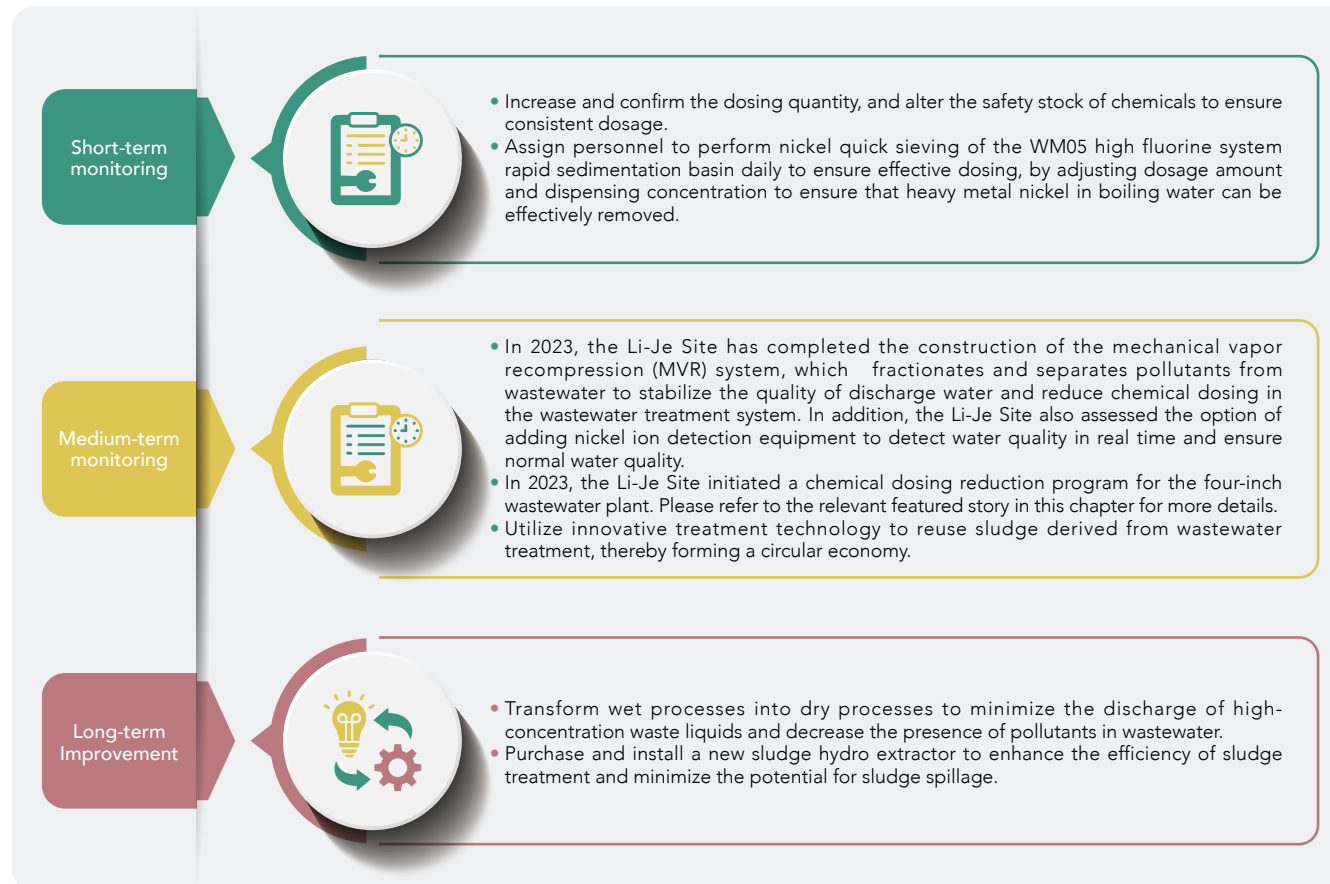 Short-term
monitoring
• Increase and confirm the dosing quantity, and alter the safety stock of chemicals to ensure
consistent dosage.
• Assign personnel to perform nickel quick sieving of the WM05 high fluorine system
rapid sedimentation basin daily to ensure effective dosing, by adjusting dosage amount
and dispensing concentration to ensure that heavy metal nickel in boiling water can be
effectively removed.
Medium-term
monitoring
• In 2023, the Li-Je Site has completed the construction of the mechanical vapor
recompression (MVR) system, which fractionates and separates pollutants from
wastewater to stabilize the quality of discharge water and reduce chemical dosing in
the wastewater treatment system. In addition, the Li-Je Site also assessed the option of
adding nickel ion detection equipment to detect water quality in real time and ensure
normal water quality.
• In 2023, the Li-Je Site initiated a chemical dosing reduction program for the four-inch
wastewater plant. Please refer to the relevant featured story in this chapter for more details.
• Utilize innovative treatment technology to reuse sludge derived from wastewater
treatment, thereby forming a circular economy.
Long-term
Improvement
• Transform wet processes into dry processes to minimize the discharge of high-
concentration waste liquids and decrease the presence of pollutants in wastewater.
• Purchase and install a new sludge hydro extractor to enhance the efficiency of sludge
treatment and minimize the potential for sludge spillage.